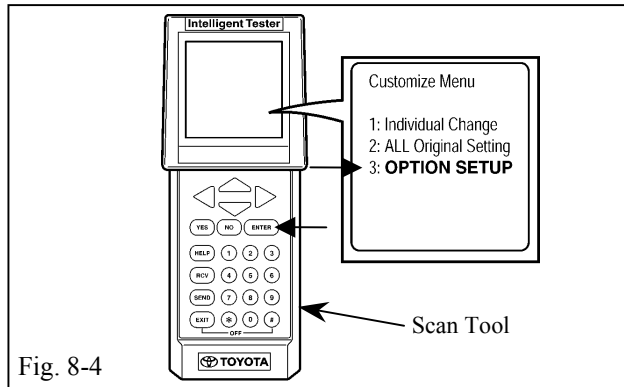 Intelligent Tester
Customize Menu
1: Individual Change
2: ALL Original Setting
3: OPTION SETUP
YES NO ENTER
HELP 1 2 3
RCV 4 5 6
SEND 7 8 9
EXIT * 0 #
OFF
TOYOTA
Scan Tool
Fig. 8-4